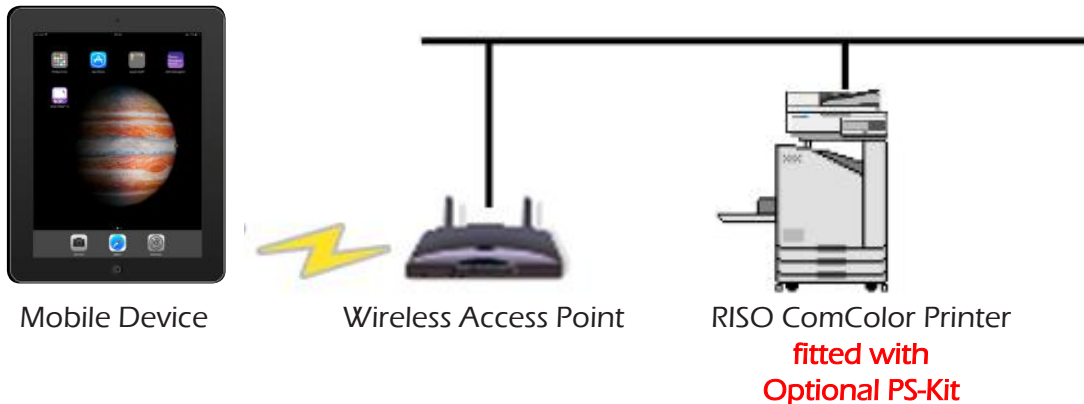 Mobile Device
Wireless Access Point
RISO ComColor Printer
fitted with
Optional PS-Kit